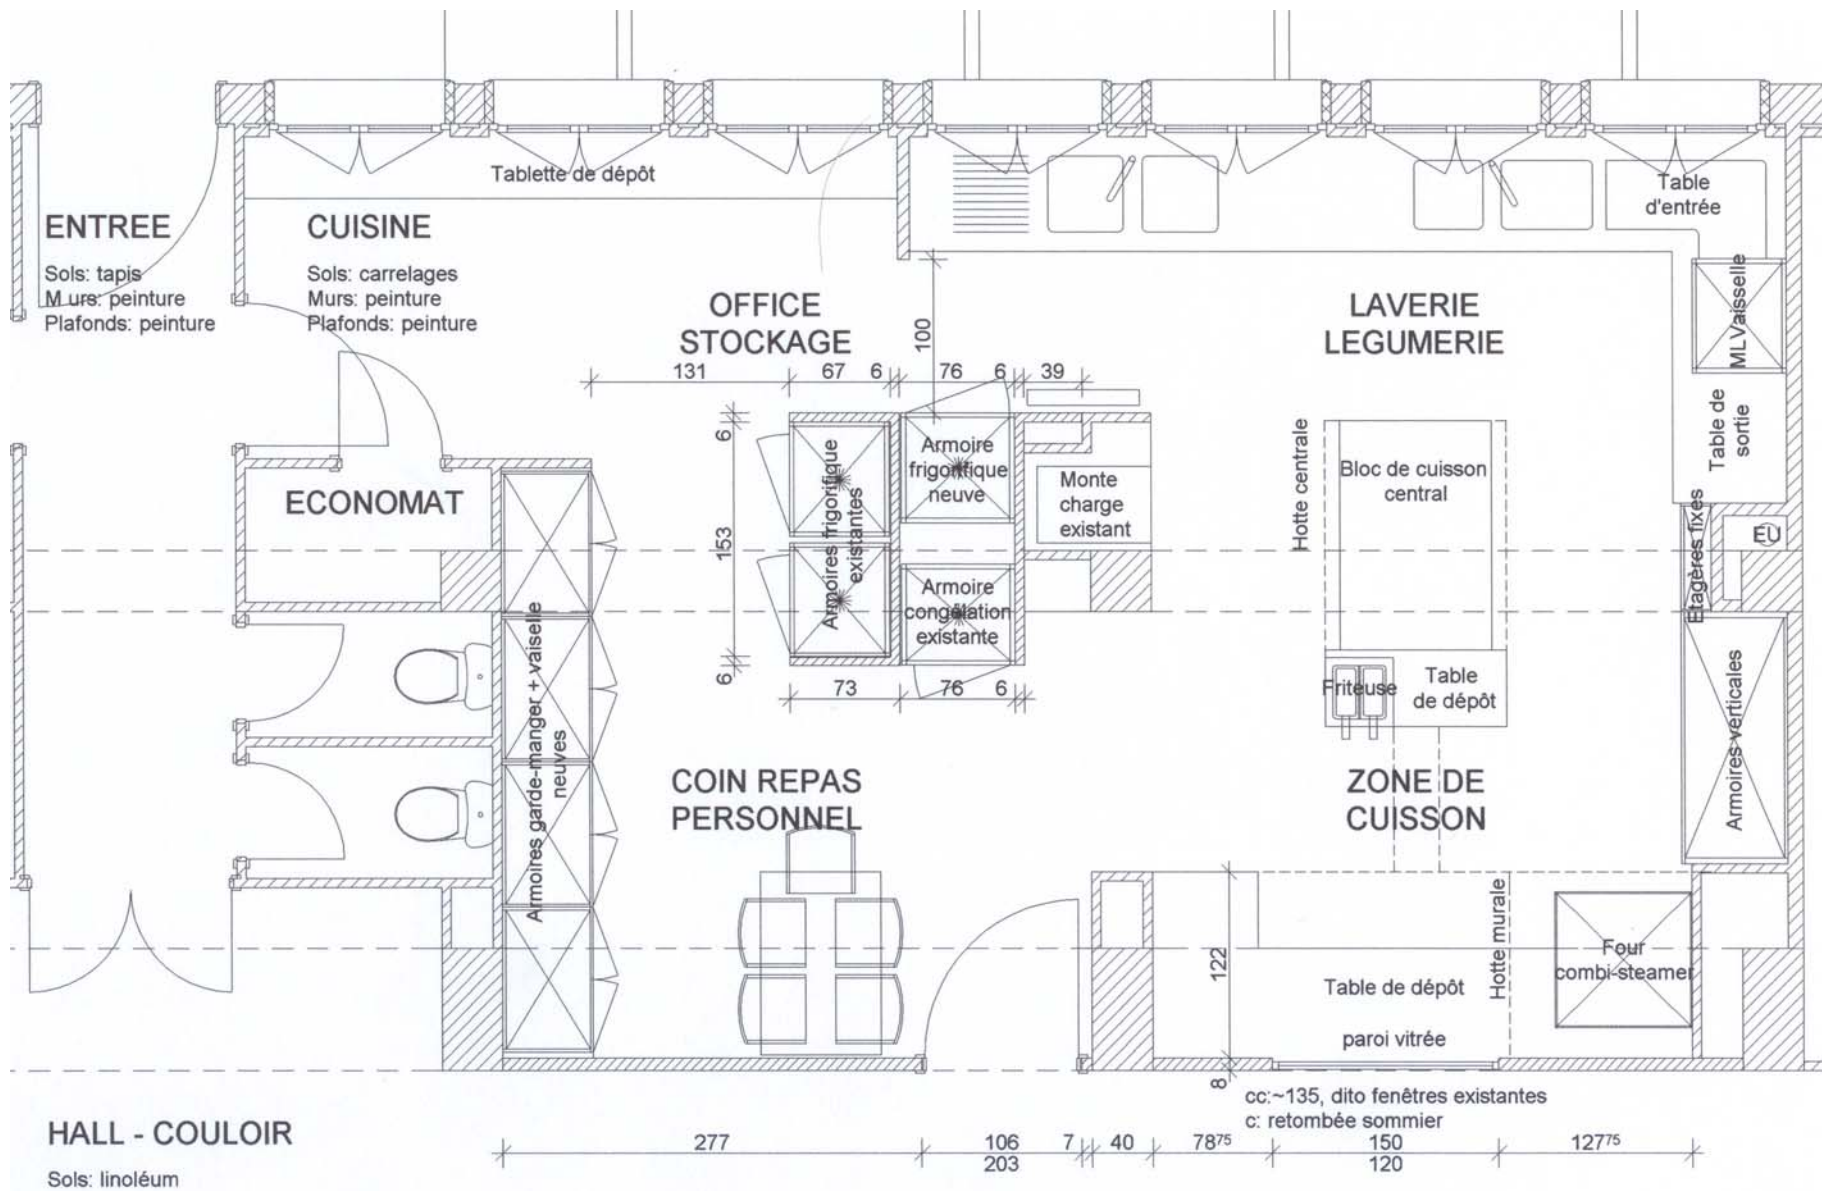 Tablette de dépôt
Table
d'entrée
ENTREE
Sols: tapis
Murs: peinture
Plafonds: peinture
CUISINE
Sols: carrelages
Murs: peinture
Plafonds: peinture
OFFICE
STOCKAGE
LAVERIE
LEGUMERIE
MLVaisselle
100
131
67
6
76
6
39
Table de
sortie
ECONOMAT
6
153
6
Armoires frigorifique
existantes
Armoire
frigorifique
neuve
Armoire
congélation
existante
Monte
charge
existant
Hotte centrale
Bloc de cuisson
central
EU
Etagères fixes
73
76
6
Friteuse
Table
de dépôt
Armoires verticales
Armoires garde-manger + vaiselle
neuves
COIN REPAS
PERSONNEL
ZONE DE
CUISSON
122
Hotte murale
Four
combi-steamer
Table de dépôt
paroi vitrée
8
cc:~135, dito fenêtres existantes
c: retombée sommier
HALL - COULOIR
Sols: linoléum
277
106
203
7
40
78⁷⁵
150
120
127⁷⁵